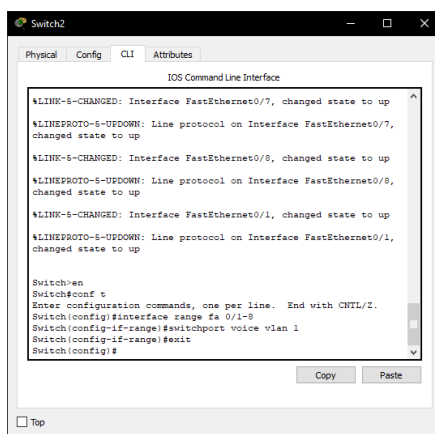 Switch2
Physical Config CLI Attributes
IOS Command Line Interface
%LINK-5-CHANGED: Interface FastEthernet0/7, changed state to up
%LINEPROTO-5-UPDOWN: Line protocol on Interface FastEthernet0/7,
changed state to up
%LINK-5-CHANGED: Interface FastEthernet0/8, changed state to up
%LINEPROTO-5-UPDOWN: Line protocol on Interface FastEthernet0/8,
changed state to up
%LINK-5-CHANGED: Interface FastEthernet0/1, changed state to up
%LINEPROTO-5-UPDOWN: Line protocol on Interface FastEthernet0/1,
changed state to up
Switch>en
Switch#conf t
Enter configuration commands, one per line. End with CNTL/Z.
Switch(config)#interface range fa 0/1-8
Switch(config-if-range)#switchport voice vlan 1
Switch(config-if-range)#exit
Switch(config)#
Copy Paste
Top